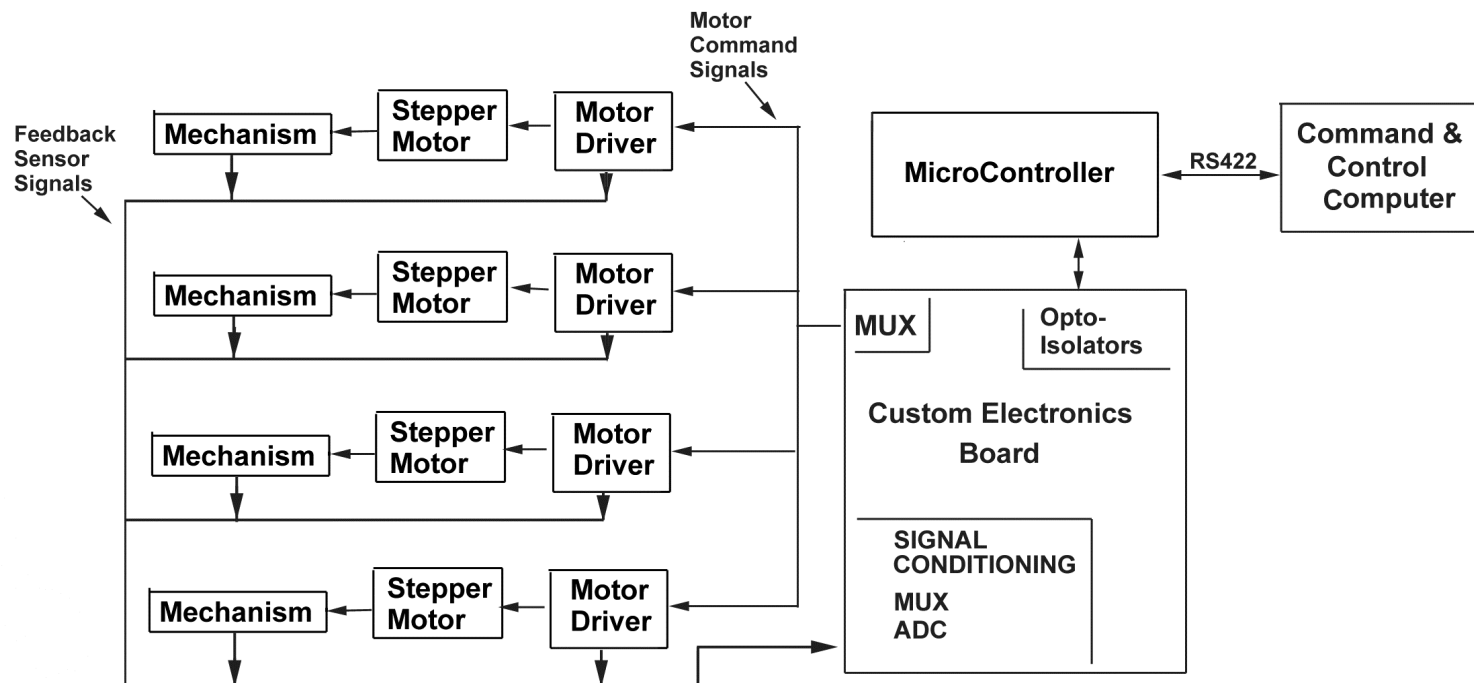 Motor
Command
Signals
Feedback
Sensor
Signals
Mechanism
Stepper
Motor
Motor
Driver
MicroController
RS422
Command &
Control
Computer
Mechanism
Stepper
Motor
Motor
Driver
MUX
Opto-
Isolators
Custom Electronics
Board
Mechanism
Stepper
Motor
Motor
Driver
SIGNAL
CONDITIONING
MUX
ADC
Mechanism
Stepper
Motor
Motor
Driver